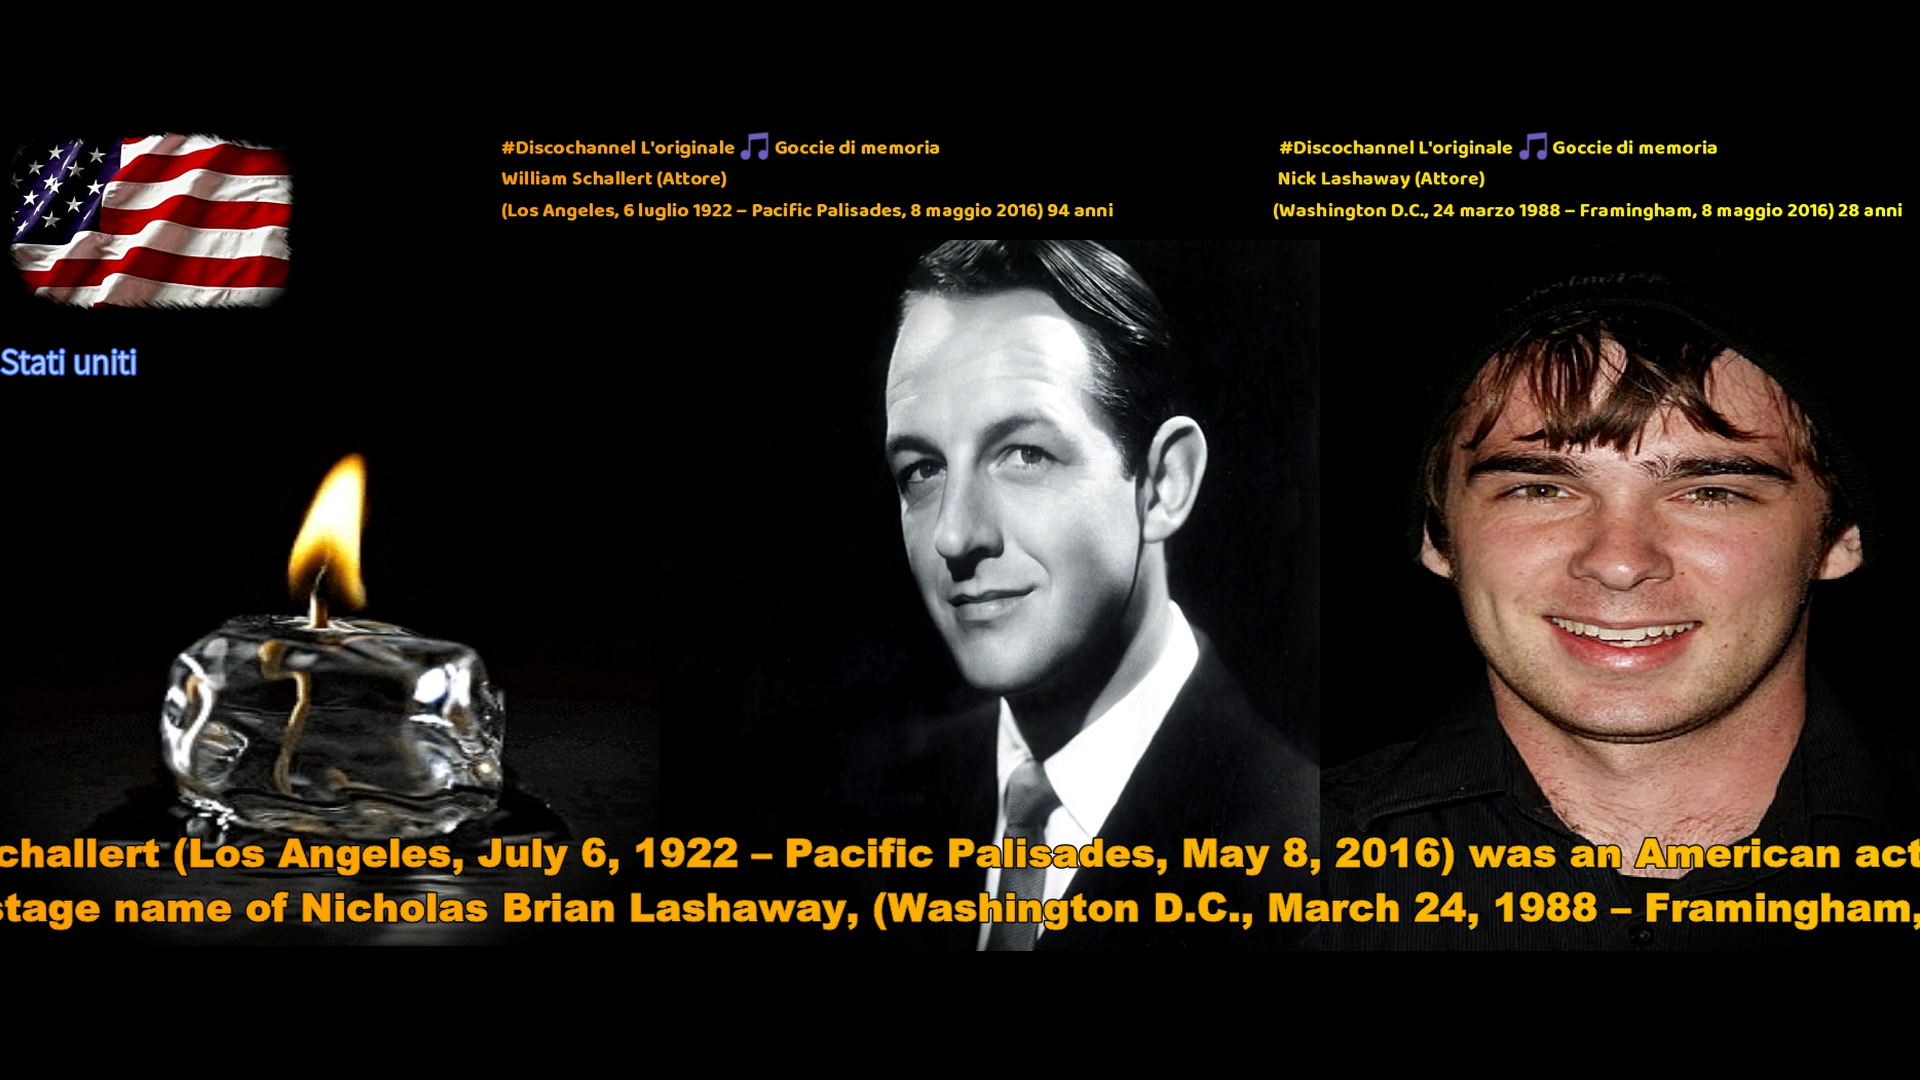 #Discochannel L'originale 🎵 Goccie di memoria
William Schallert (Attore)
(Los Angeles, 6 luglio 1922 – Pacific Palisades, 8 maggio 2016) 94 anni
#Discochannel L'originale 🎵 Goccie di memoria
Nick Lashaway (Attore)
(Washington D.C., 24 marzo 1988 – Framingham, 8 maggio 2016) 28 anni
Stati uniti
challert (Los Angeles, July 6, 1922 – Pacific Palisades, May 8, 2016) was an American act
stage name of Nicholas Brian Lashaway, (Washington D.C., March 24, 1988 – Framingham,